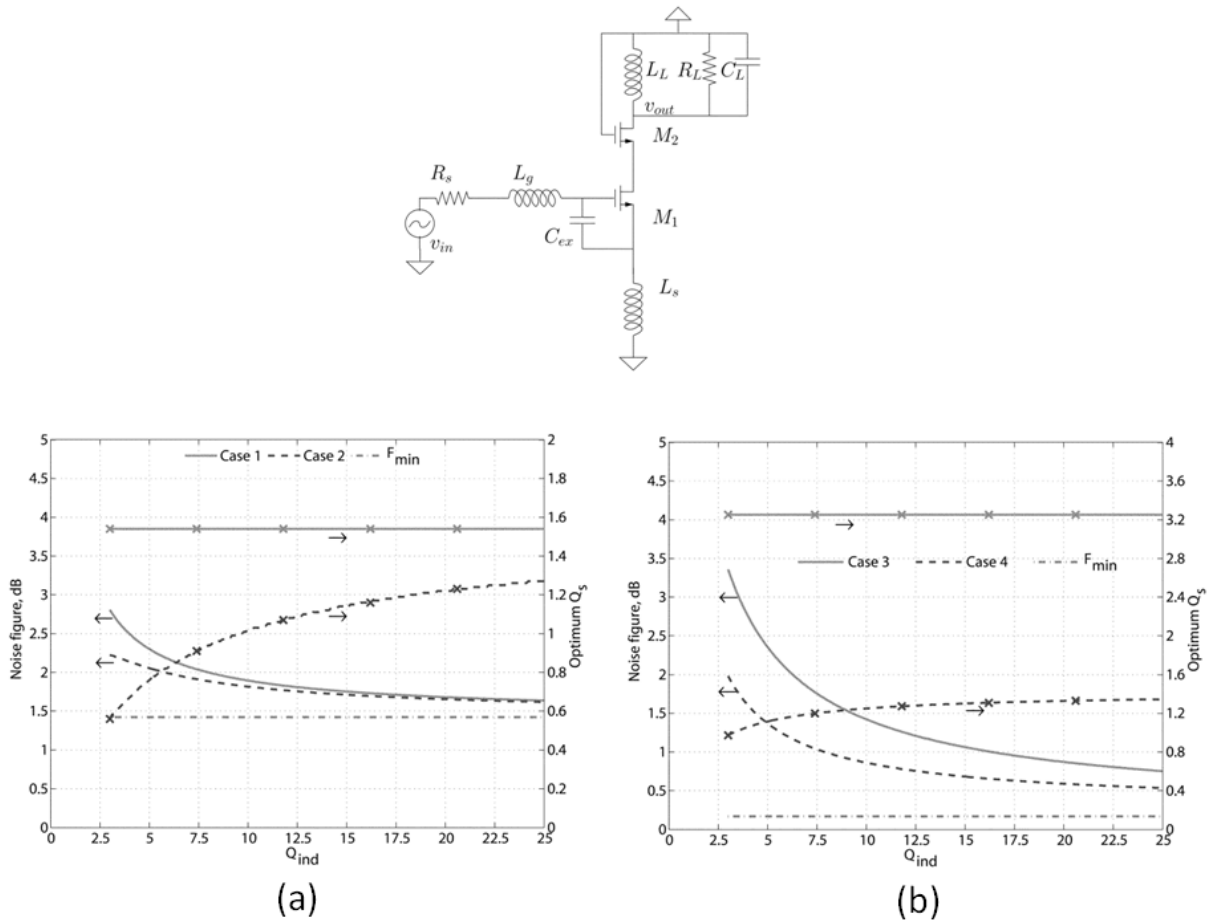 L_L R_L C_L
v_out
M_2
R_s L_g
M_1
C_ex
v_in
L_s
5
4.5
4
3.5
3
2.5
2
1.5
1
0.5
0
Noise figure, dB
Case 1 Case 2 F_min
2
1.8
1.6
1.4
1.2
1
0.8
0.6
0.4
0.2
0
Optimum Q_s
0 2.5 5 7.5 10 12.5 15 17.5 20 22.5 25
Q_ind
(a)
5
4.5
4
3.5
3
2.5
2
1.5
1
0.5
0
Noise figure, dB
Case 3 Case 4 F_min
4
3.6
3.2
2.8
2.4
2
1.6
1.2
0.8
0.4
0
Optimum Q_s
0 2.5 5 7.5 10 12.5 15 17.5 20 22.5 25
Q_ind
(b)